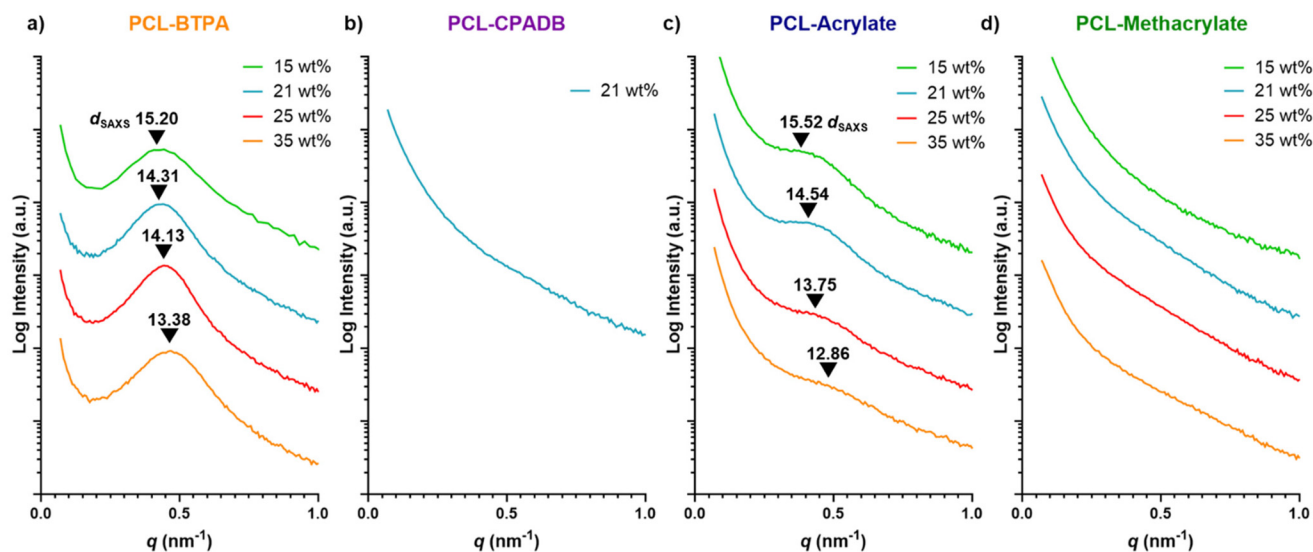 a) PCL-BTPA
15 wt%
21 wt%
25 wt%
35 wt%
dSAXS 15.20
14.31
14.13
13.38
Log Intensity (a.u.)
0.0 0.5 1.0
q (nm-1)
b) PCL-CPADB
21 wt%
Log Intensity (a.u.)
0.0 0.5 1.0
q (nm-1)
c) PCL-Acrylate
15 wt%
21 wt%
25 wt%
35 wt%
15.52 dSAXS
14.54
13.75
12.86
Log Intensity (a.u.)
0.0 0.5 1.0
q (nm-1)
d) PCL-Methacrylate
15 wt%
21 wt%
25 wt%
35 wt%
Log Intensity (a.u.)
0.0 0.5 1.0
q (nm-1)